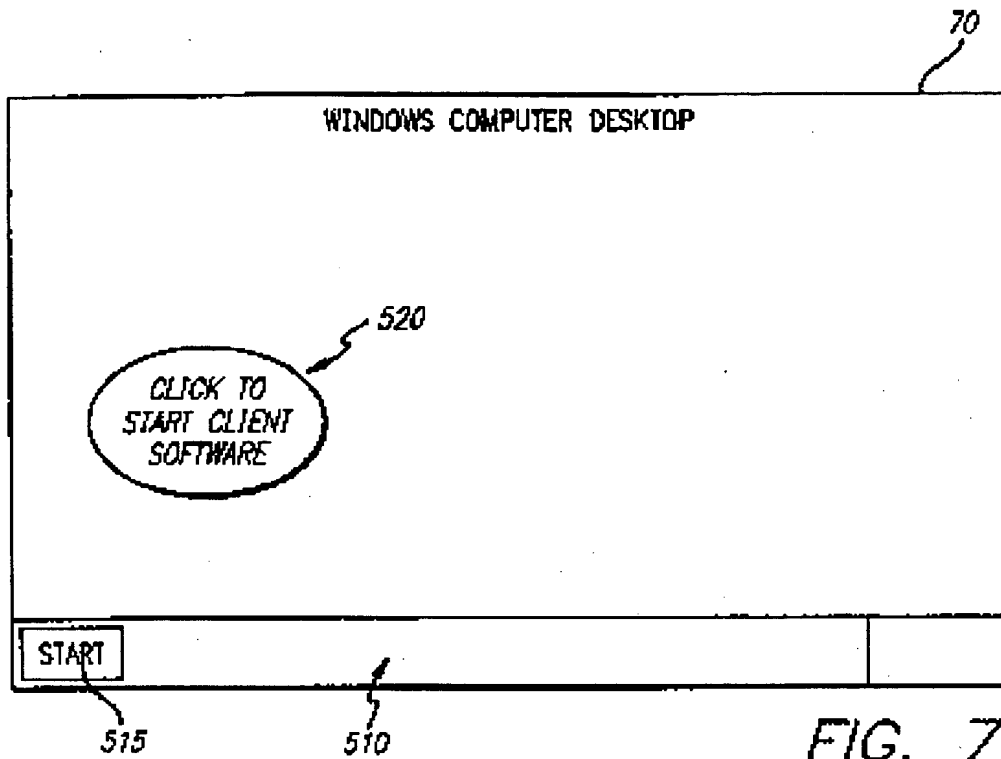 70
WINDOWS COMPUTER DESKTOP
520
CLICK TO
START CLIENT
SOFTWARE
START
515
510
FIG. 7